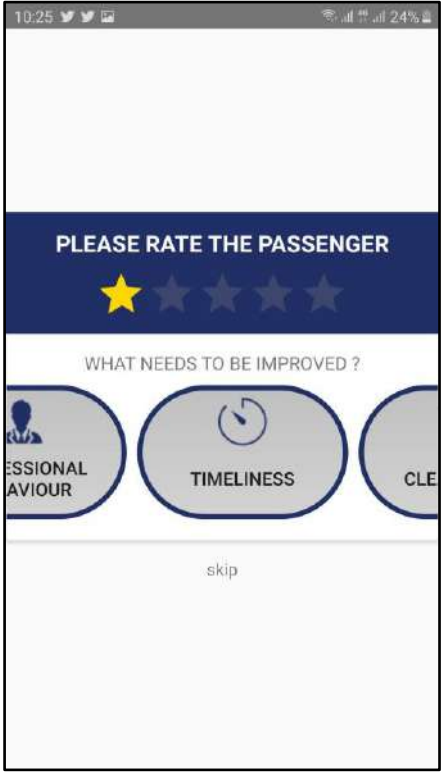 10:25 24%
PLEASE RATE THE PASSENGER
WHAT NEEDS TO BE IMPROVED ?
ESSIONAL
AVIOUR
TIMELINESS
CLE
skip